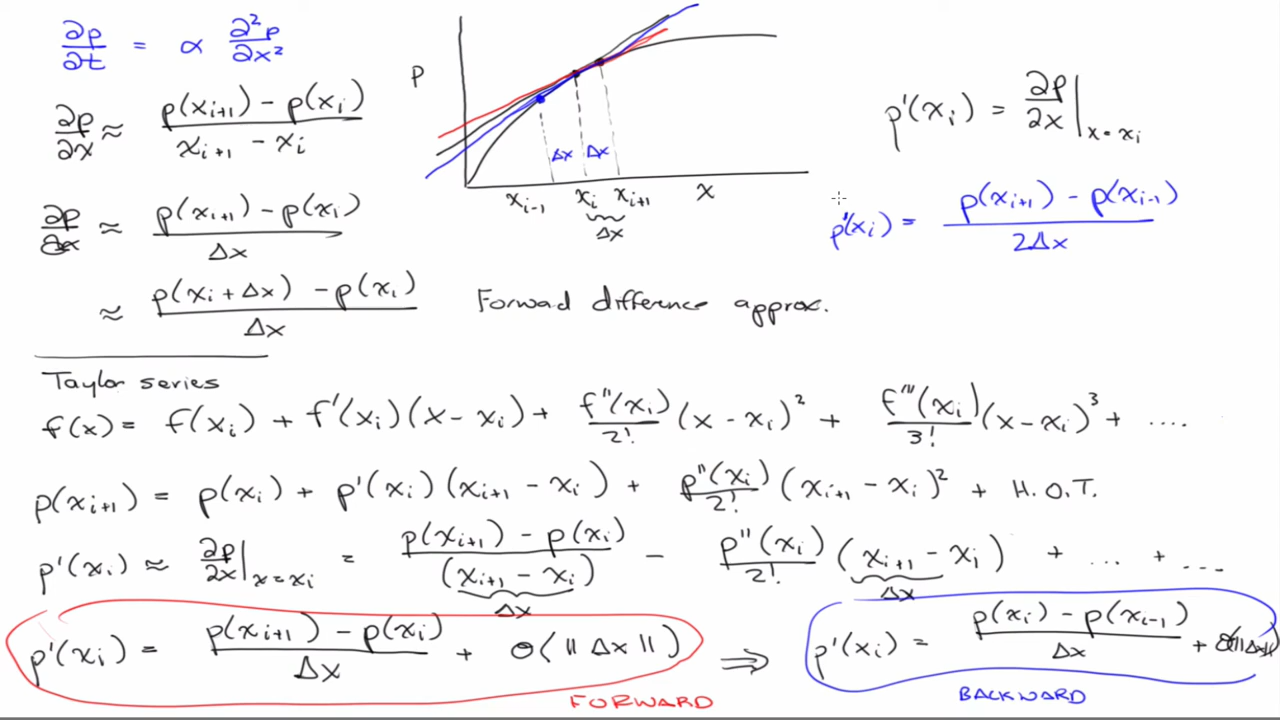 ∂p/∂t = α ∂²p/∂x²
∂p/∂x ≈ (p(xᵢ₊₁) - p(xᵢ))/(xᵢ₊₁ - xᵢ)
∂p/∂x ≈ (p(xᵢ₊₁) - p(xᵢ))/Δx
≈ (p(xᵢ + Δx) - p(xᵢ))/Δx Forward difference approx.
P
Δx Δx
xᵢ₋₁ xᵢ xᵢ₊₁ x
Δx
p'(xᵢ) = ∂p/∂x |x=xᵢ
p'(xᵢ) = (p(xᵢ₊₁) - p(xᵢ₋₁))/2Δx
Taylor series
f(x) = f(xᵢ) + f'(xᵢ)(x - xᵢ) + f''(xᵢ)/2! (x - xᵢ)² + f'''(xᵢ)/3! (x - xᵢ)³ + ....
p(xᵢ₊₁) = p(xᵢ) + p'(xᵢ)(xᵢ₊₁ - xᵢ) + p''(xᵢ)/2! (xᵢ₊₁ - xᵢ)² + H.O.T.
p'(xᵢ) ≈ ∂p/∂x |x=xᵢ = (p(xᵢ₊₁) - p(xᵢ))/(xᵢ₊₁ - xᵢ) - p''(xᵢ)/2! (xᵢ₊₁ - xᵢ) + ... + ....
Δx Δx
p'(xᵢ) = (p(xᵢ₊₁) - p(xᵢ))/Δx + O(‖Δx‖) ⇒ p'(xᵢ) = (p(xᵢ) - p(xᵢ₋₁))/Δx + O(‖Δx‖)
FORWARD BACKWARD